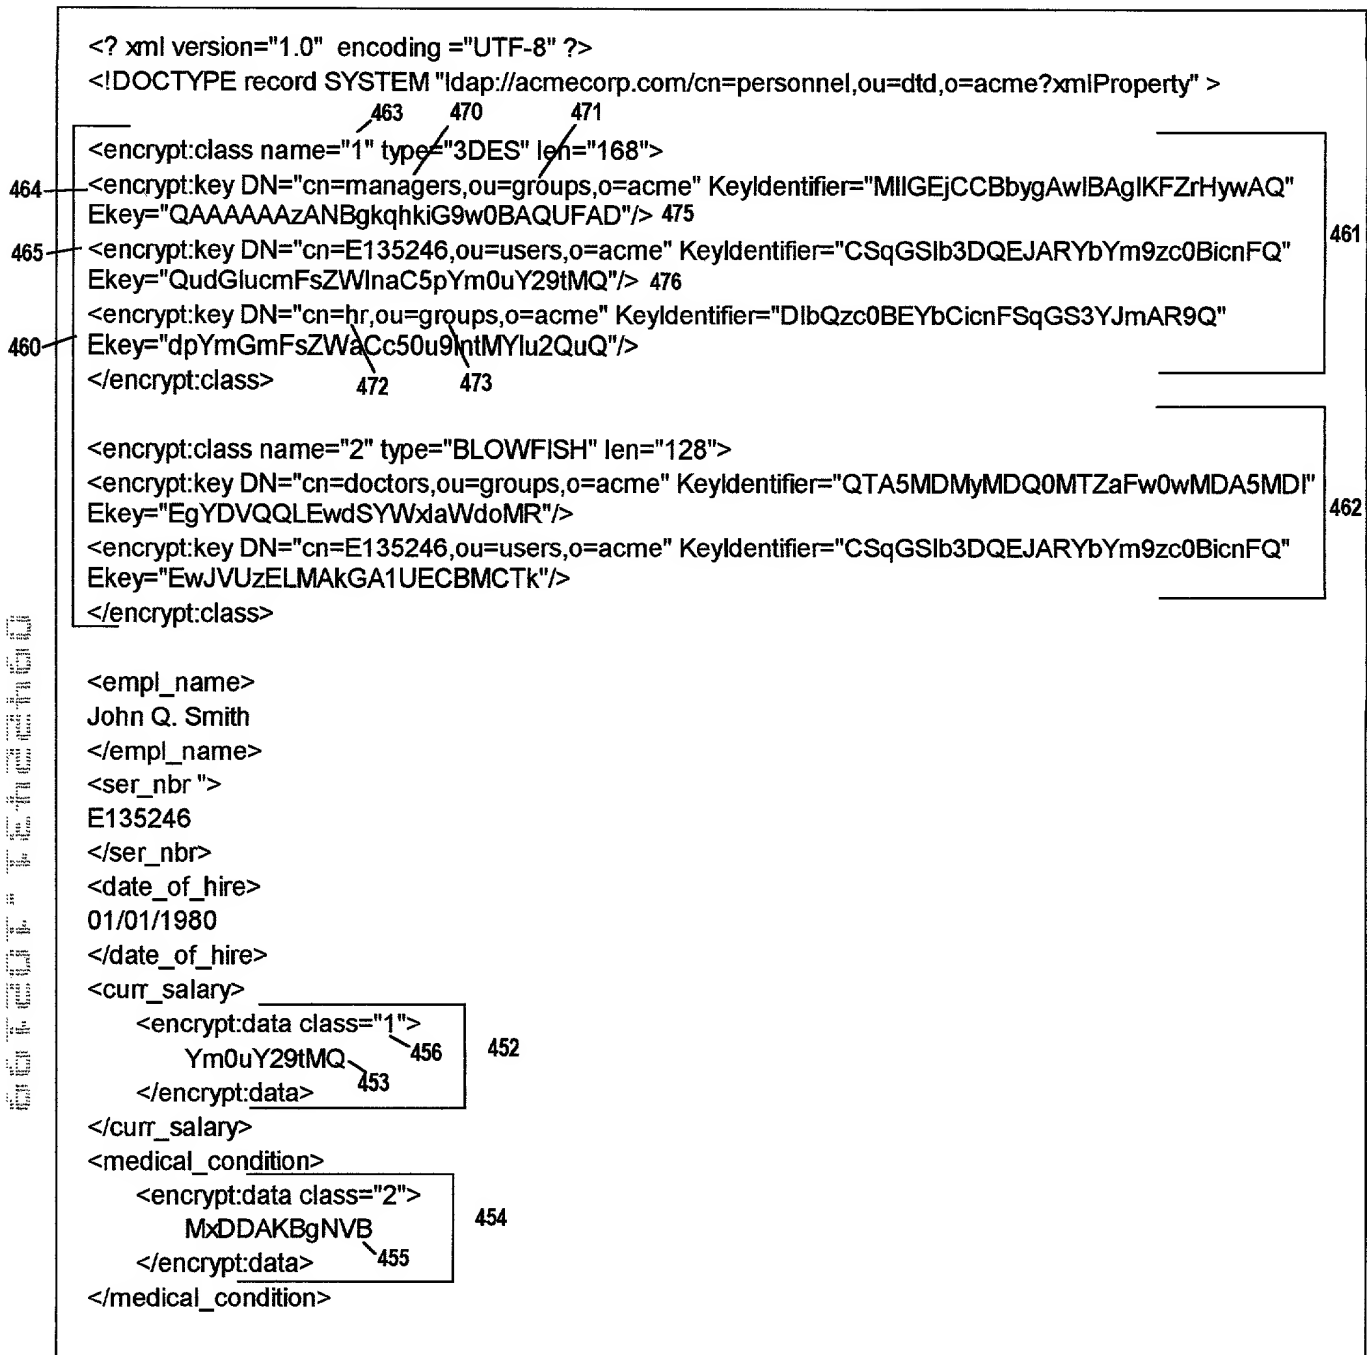 <? xml version="1.0" encoding ="UTF-8" ?>
<!DOCTYPE record SYSTEM "ldap://acmecorp.com/cn=personnel,ou=dtd,o=acme?xmlProperty" >
463 470 471
<encrypt:class name="1" type="3DES" len="168">
464 <encrypt:key DN="cn=managers,ou=groups,o=acme" KeyIdentifier="MIIGEjCCBbygAwIBAgIKFZrHywAQ"
Ekey="QAAAAAAzANBgkqhkiG9w0BAQUFAD"/> 475
461
465 <encrypt:key DN="cn=E135246,ou=users,o=acme" KeyIdentifier="CSqGSIb3DQEJARYbYm9zc0BicnFQ"
Ekey="QudGlucmFsZWlnaC5pYm0uY29tMQ"/> 476
<encrypt:key DN="cn=hr,ou=groups,o=acme" KeyIdentifier="DIbQzc0BEYbCicnFSqGS3YJmAR9Q"
460 Ekey="dpYmGmFsZWaCc50u9IntMYlu2QuQ"/>
</encrypt:class> 472 473
<encrypt:class name="2" type="BLOWFISH" len="128">
<encrypt:key DN="cn=doctors,ou=groups,o=acme" KeyIdentifier="QTA5MDMyMDQ0MTZaFw0wMDA5MDI"
Ekey="EgYDVQQLEwdSYWxlaWdoMR"/> 462
<encrypt:key DN="cn=E135246,ou=users,o=acme" KeyIdentifier="CSqGSIb3DQEJARYbYm9zc0BicnFQ"
Ekey="EwJVUzELMAkGA1UECBMCTk"/>
</encrypt:class>
<empl_name>
John Q. Smith
</empl_name>
<ser_nbr ">
E135246
</ser_nbr>
<date_of_hire>
01/01/1980
</date_of_hire>
<curr_salary>
<encrypt:data class="1">
Ym0uY29tMQ 456 452
</encrypt:data> 453
</curr_salary>
<medical_condition>
<encrypt:data class="2">
MxDDAKBgNVB 454
</encrypt:data> 455
</medical_condition>